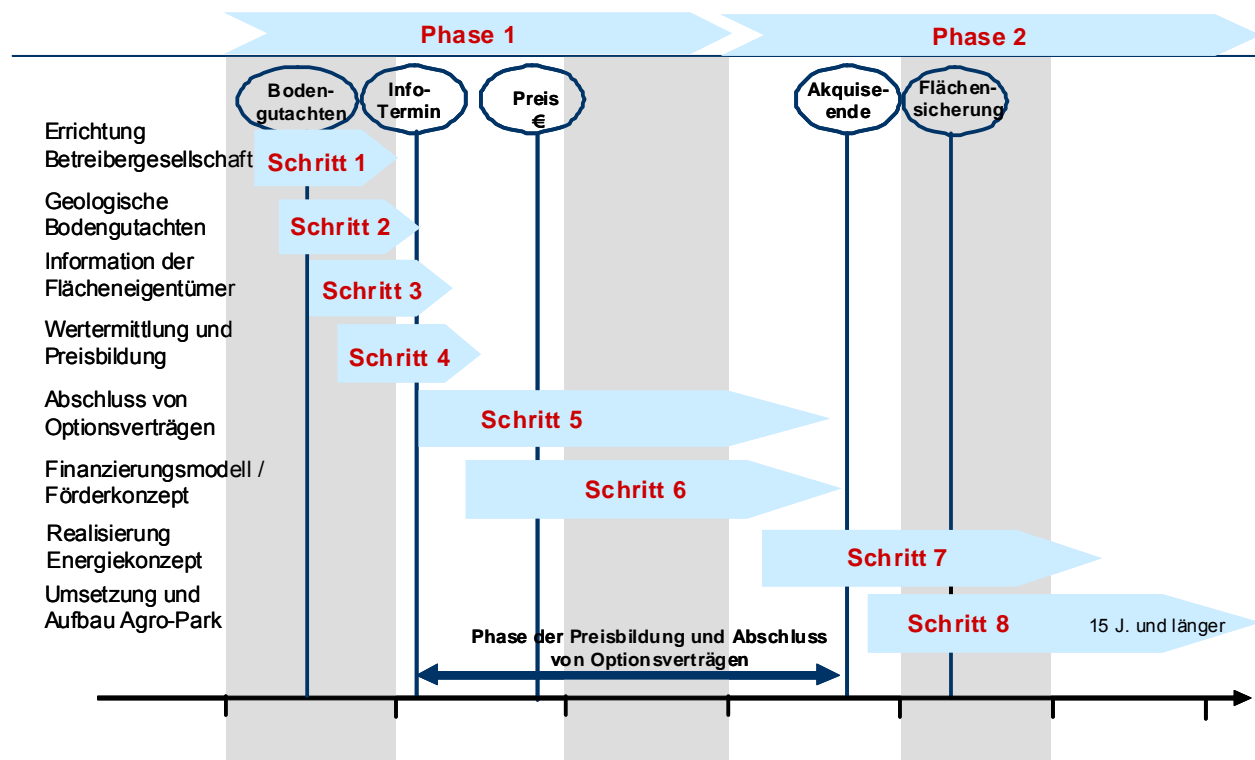 Phase 1
Phase 2
Boden-
gutachten
Info-
Termin
Preis
€
Akquise-
ende
Flächen-
sicherung
Errichtung
Betreibergesellschaft
Schritt 1
Geologische
Bodengutachten
Schritt 2
Information der
Flächeneigentümer
Schritt 3
Wertermittlung und
Preisbildung
Schritt 4
Abschluss von
Optionsverträgen
Schritt 5
Finanzierungsmodell /
Förderkonzept
Schritt 6
Realisierung
Energiekonzept
Schritt 7
Umsetzung und
Aufbau Agro-Park
Schritt 8
15 J. und länger
Phase der Preisbildung und Abschluss
von Optionsverträgen